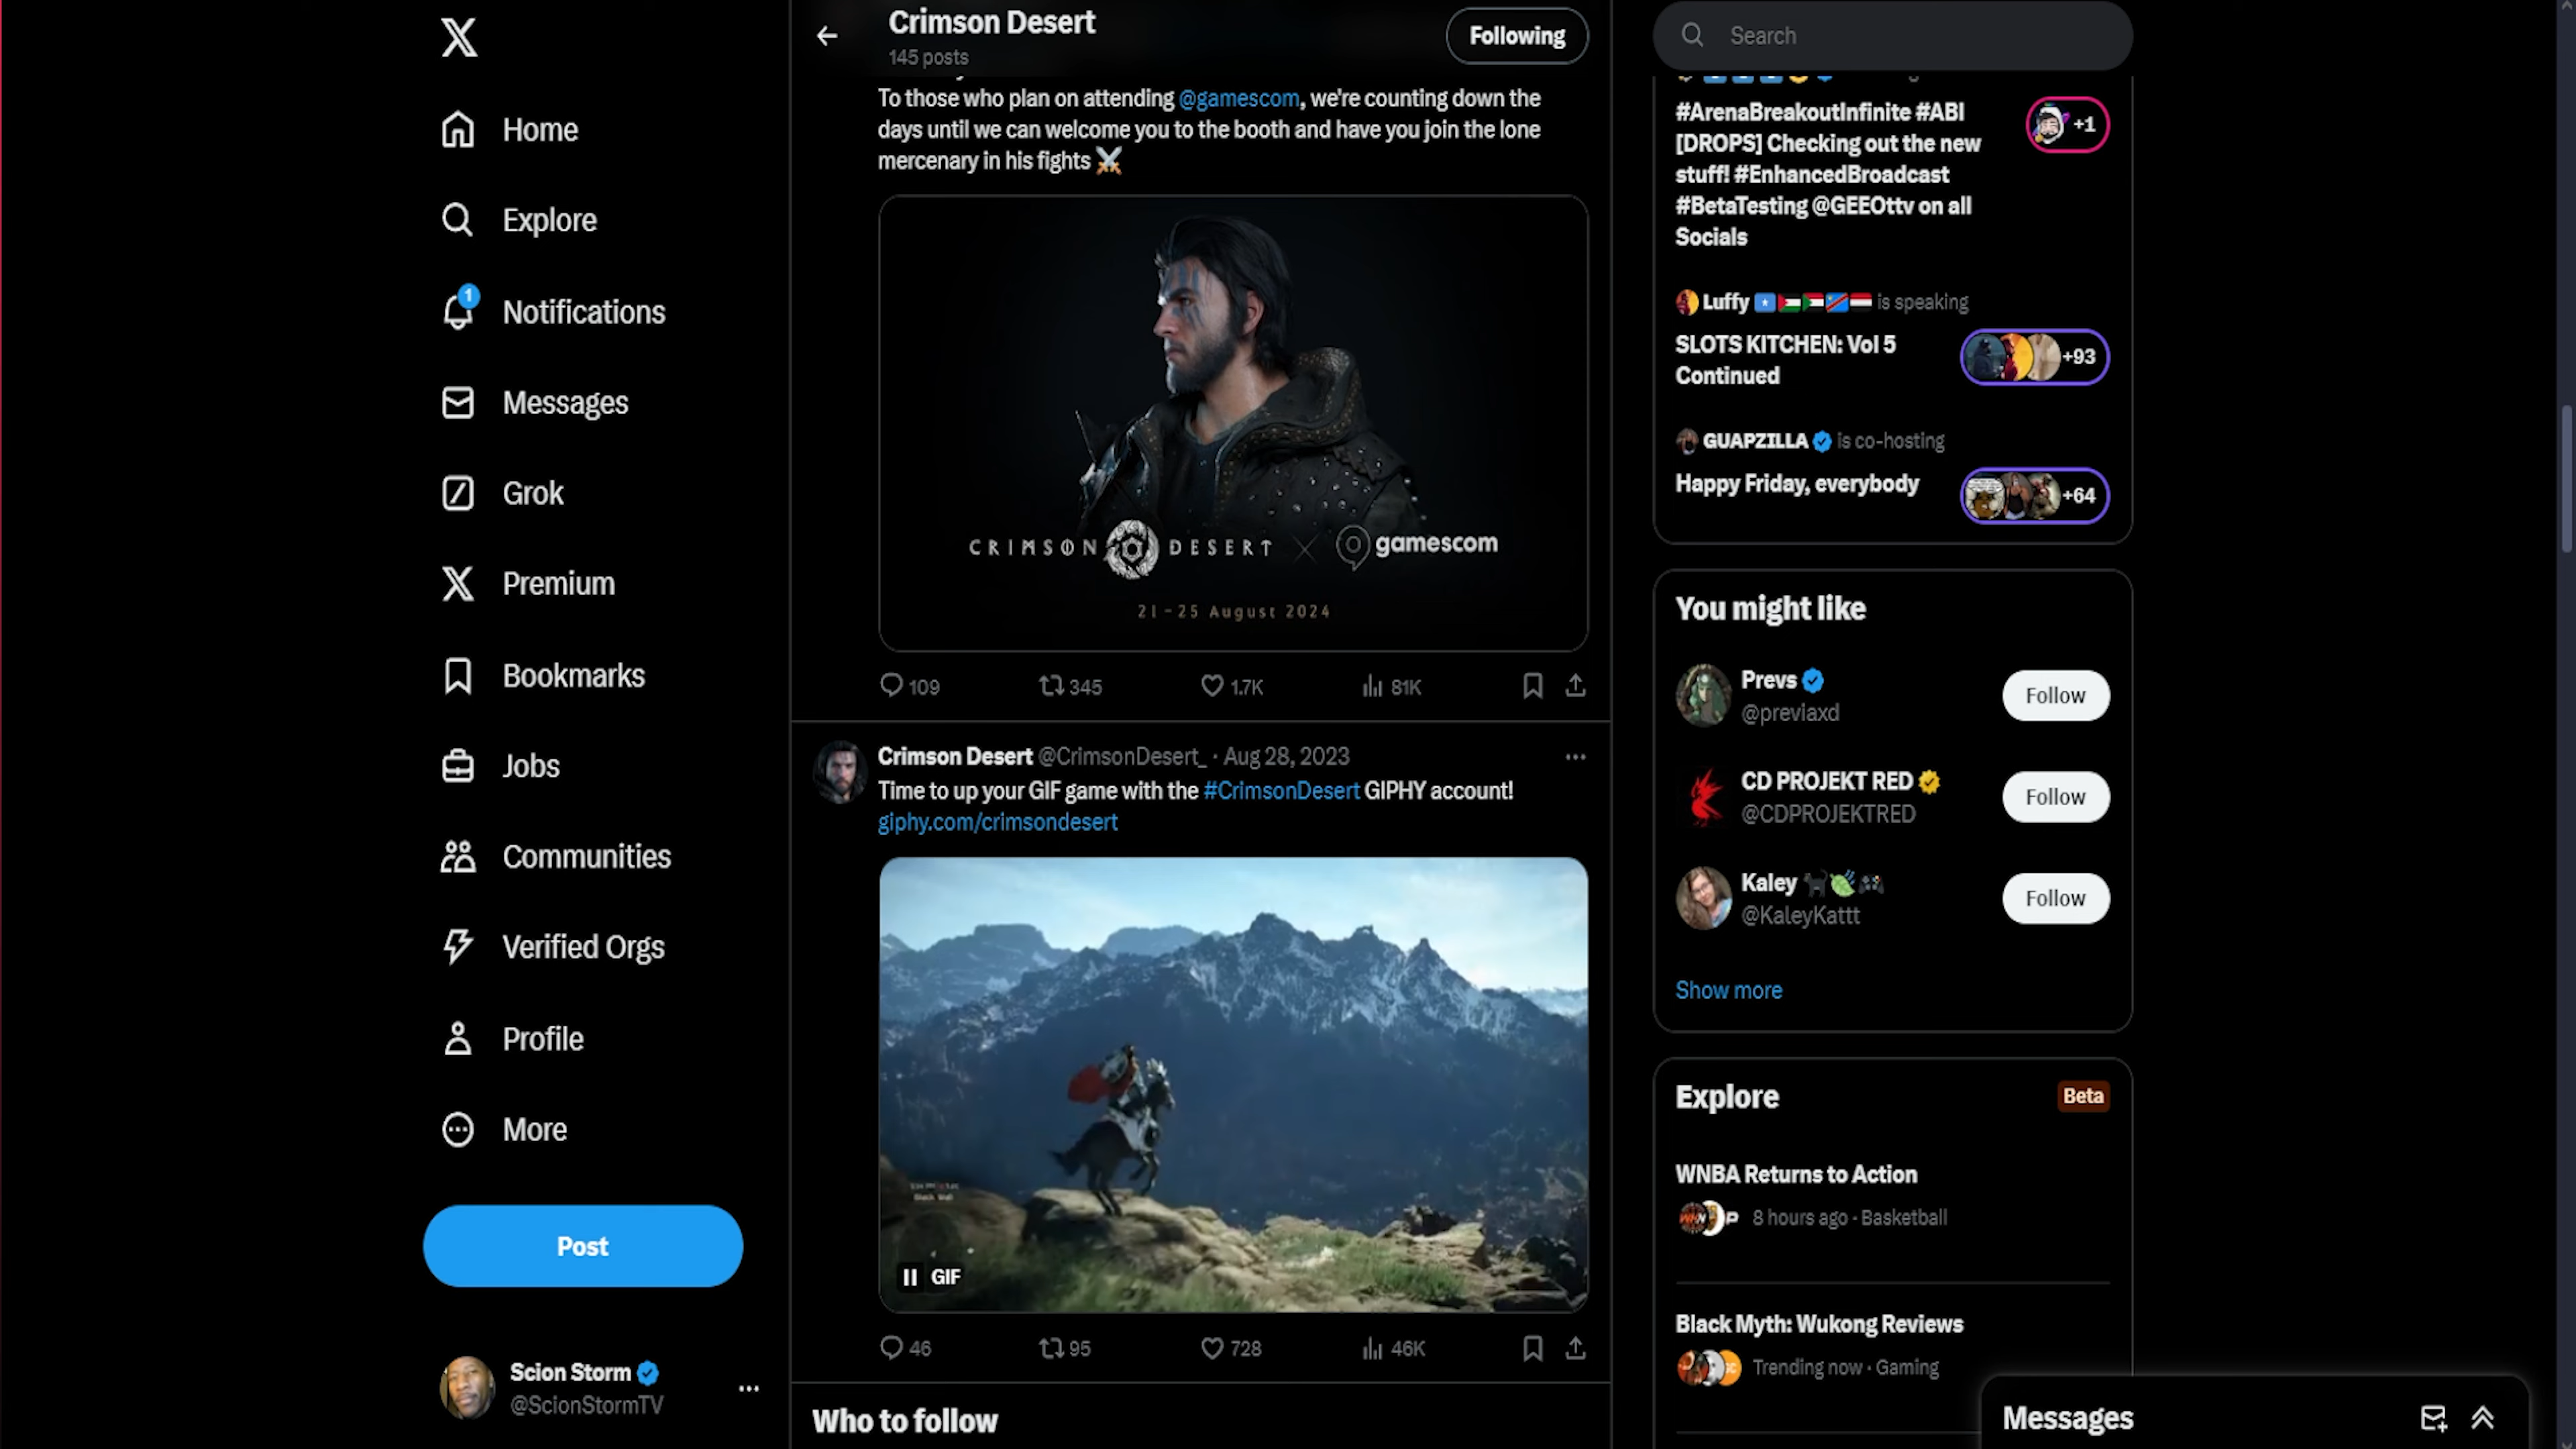 Home
Explore
1
Notifications
Messages
Grok
Premium
Bookmarks
Jobs
Communities
Verified Orgs
Profile
More
Post
Scion Storm
@ScionStormTV
Crimson Desert
145 posts
Following
To those who plan on attending @gamescom, we're counting down the
days until we can welcome you to the booth and have you join the lone
mercenary in his fights
CRIMSON DESERT X gamescom
21-25 August 2024
109 345 1.7K 81K
Crimson Desert @CrimsonDesert_ · Aug 28, 2023
Time to up your GIF game with the #CrimsonDesert GIPHY account!
giphy.com/crimsondesert
GIF
46 95 728 46K
Who to follow
Search
#ArenaBreakoutInfinite #ABI
[DROPS] Checking out the new
stuff! #EnhancedBroadcast
#BetaTesting @GEEOttv on all
Socials
+1
Luffy is speaking
SLOTS KITCHEN: Vol 5
Continued
+93
GUAPZILLA is co-hosting
Happy Friday, everybody
+64
You might like
Prevs
@previaxd
Follow
CD PROJEKT RED
@CDPROJEKTRED
Follow
Kaley
@KaleyKattt
Follow
Show more
Explore
Beta
WNBA Returns to Action
8 hours ago · Basketball
Black Myth: Wukong Reviews
Trending now · Gaming
Messages